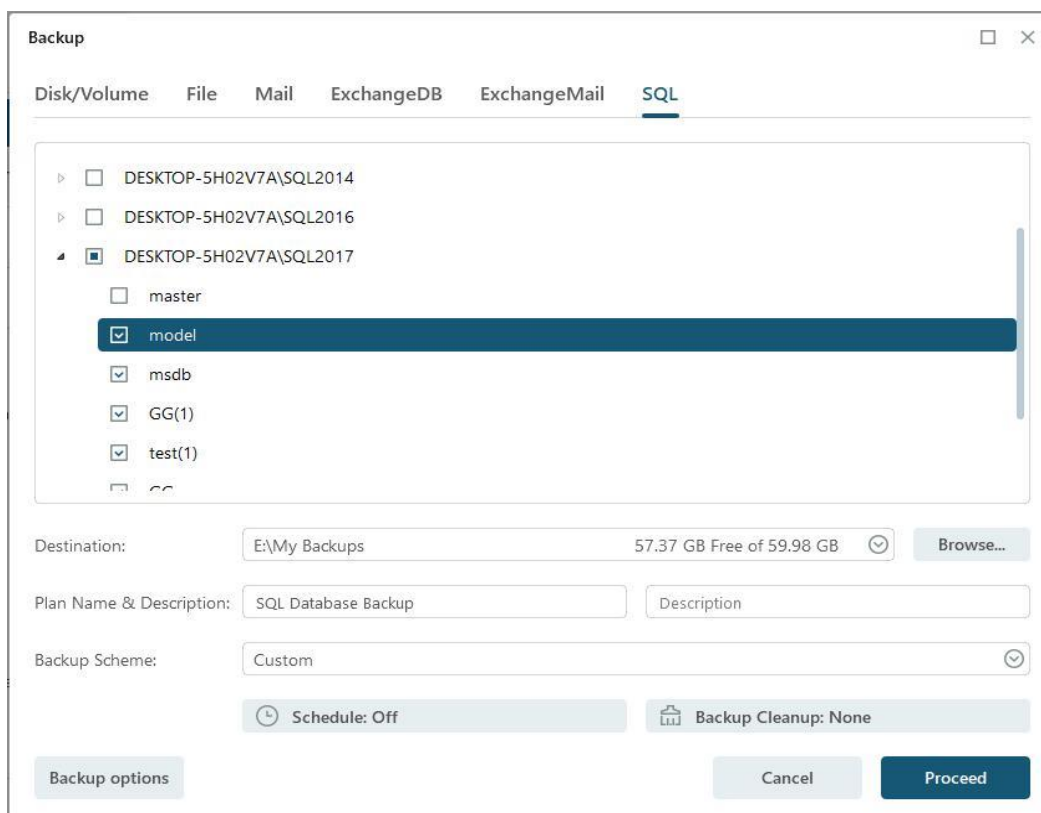 Backup
Disk/Volume File Mail ExchangeDB ExchangeMail SQL
DESKTOP-5H02V7A\SQL2014
DESKTOP-5H02V7A\SQL2016
DESKTOP-5H02V7A\SQL2017
master
model
msdb
GG(1)
test(1)
Destination: E:\My Backups 57.37 GB Free of 59.98 GB Browse...
Plan Name & Description: SQL Database Backup Description
Backup Scheme: Custom
Schedule: Off Backup Cleanup: None
Backup options Cancel Proceed